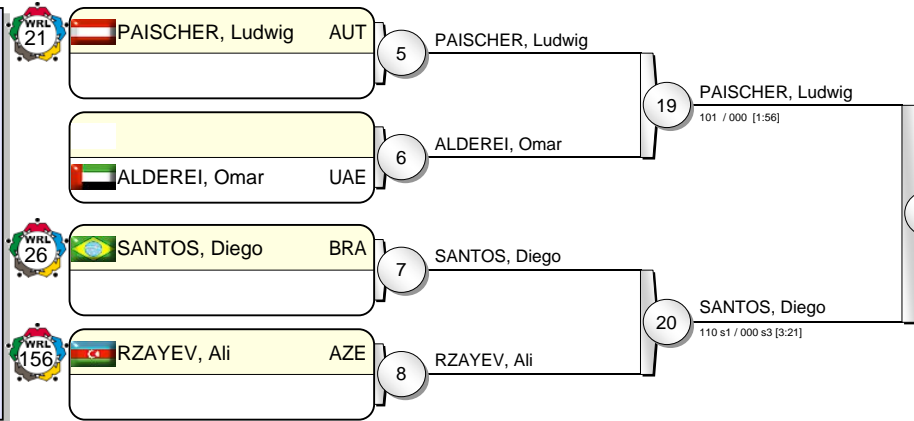 WRL
21
PAISCHER, Ludwig AUT
5
PAISCHER, Ludwig
19
PAISCHER, Ludwig
101 / 000 [1:56]
6
ALDEREI, Omar
ALDEREI, Omar UAE
WRL
26
SANTOS, Diego BRA
7
SANTOS, Diego
20
SANTOS, Diego
110 s1 / 000 s3 [3:21]
WRL
156
RZAYEV, Ali AZE
8
RZAYEV, Ali